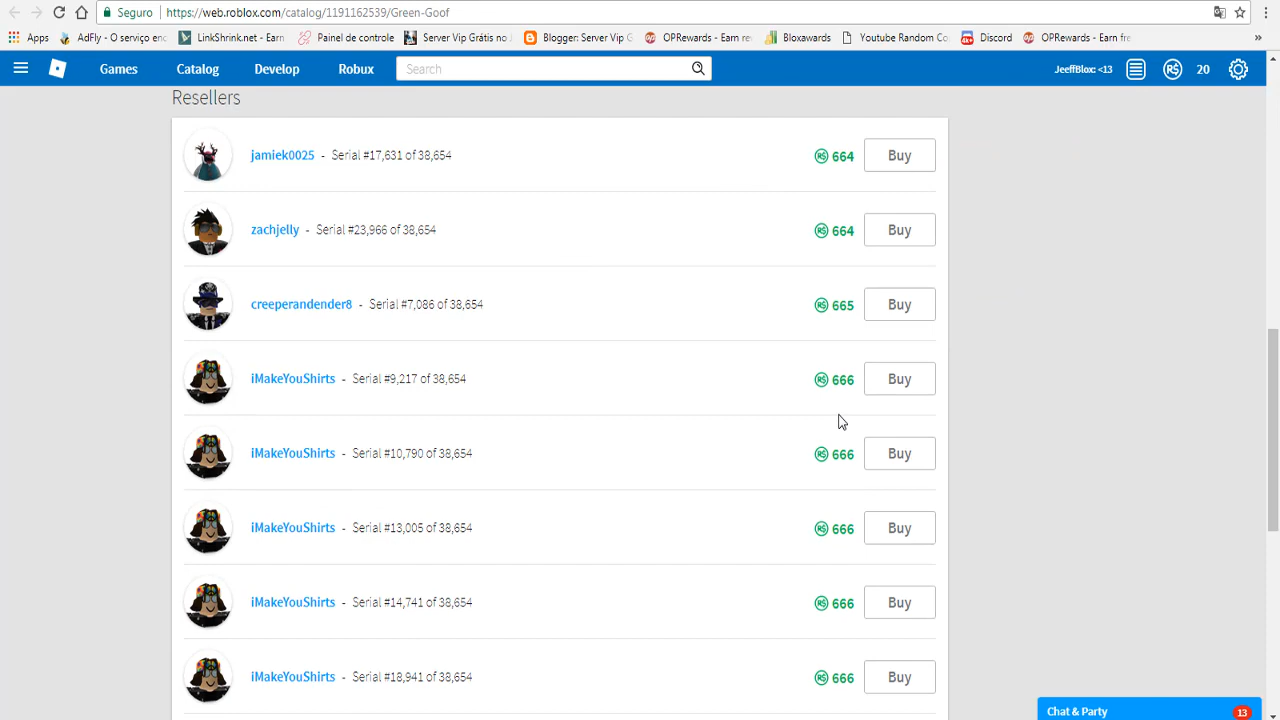 Seguro https://web.roblox.com/catalog/1191162539/Green-Goof
Apps AdFly - O serviço en LinkShrink.net - Earn Painel de controle Server Vip Grátis no J Blogger: Server Vip G OPRewards - Earn rew Bloxawards Youtube Random Co Discord OPRewards - Earn fre »
Games Catalog Develop Robux Search JeeffBlox: <13 R$ 20
Resellers
jamiek0025 - Serial #17,631 of 38,654 R$ 664 Buy
zachjelly - Serial #23,966 of 38,654 R$ 664 Buy
creeperandender8 - Serial #7,086 of 38,654 R$ 665 Buy
iMakeYouShirts - Serial #9,217 of 38,654 R$ 666 Buy
iMakeYouShirts - Serial #10,790 of 38,654 R$ 666 Buy
iMakeYouShirts - Serial #13,005 of 38,654 R$ 666 Buy
iMakeYouShirts - Serial #14,741 of 38,654 R$ 666 Buy
iMakeYouShirts - Serial #18,941 of 38,654 R$ 666 Buy
Chat & Party 13